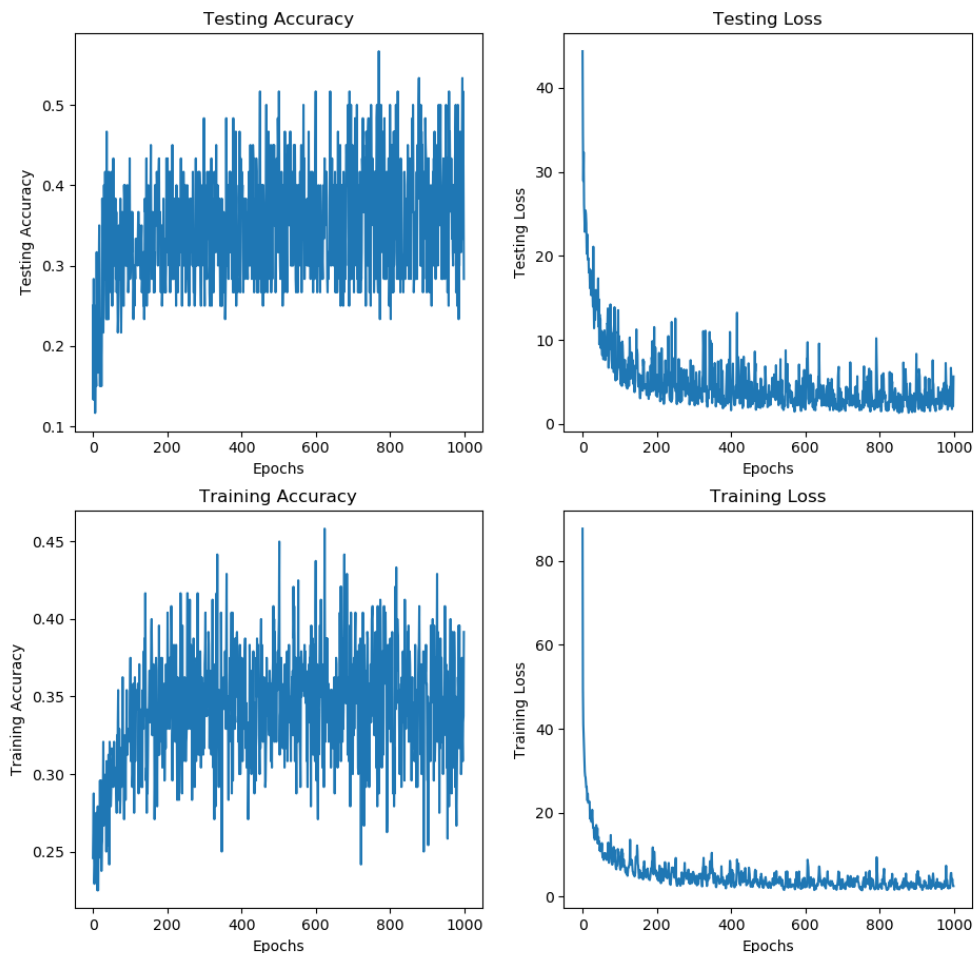 Testing Accuracy
Testing Accuracy
0.5
0.4
0.3
0.2
0.1
0 200 400 600 800 1000
Epochs
Testing Loss
Testing Loss
40
30
20
10
0
0 200 400 600 800 1000
Epochs
Training Accuracy
Training Accuracy
0.45
0.40
0.35
0.30
0.25
0 200 400 600 800 1000
Epochs
Training Loss
Training Loss
80
60
40
20
0
0 200 400 600 800 1000
Epochs